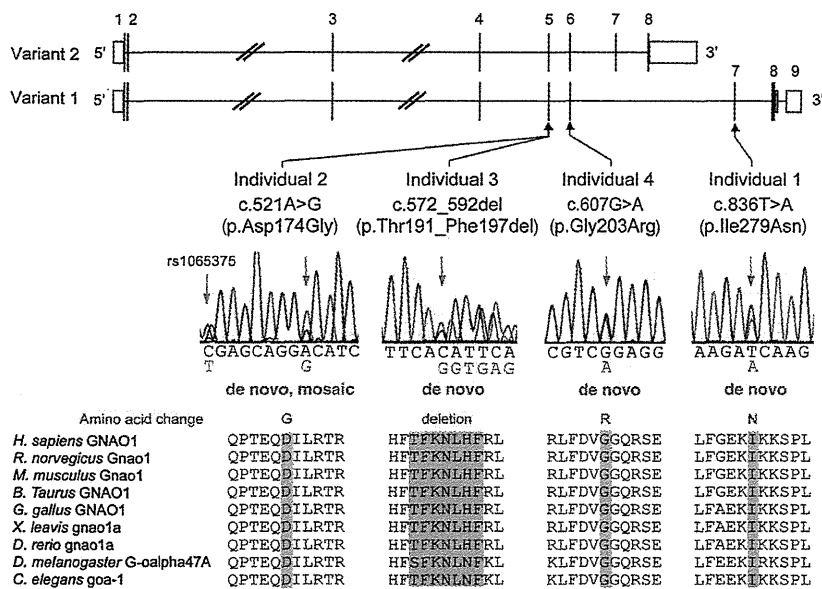 1 2 3 4 5 6 7 8
Variant 2 5' 3'
7 8 9
Variant 1 5' 3'
Individual 2
c.521A>G
(p.Asp174Gly)
Individual 3
c.572_592del
(p.Thr191_Phe197del)
Individual 4
c.607G>A
(p.Gly203Arg)
Individual 1
c.836T>A
(p.Ile279Asn)
rs1065375
CGAGCAGGACATC
T G
TTCACATTCA
GGTGAG
CGTCGGAGG
A
AAGATCAAG
A
de novo, mosaic de novo de novo de novo
Amino acid change G deletion R N
H. sapiens GNAO1 QPTEQDILRTR HFTFKNLHFRL RLFDVGGQRSE LFGEKIKKSPL
R. norvegicus Gnao1 QPTEQDILRTR HFTFKNLHFRL RLFDVGGQRSE LFGEKIKKSPL
M. musculus Gnao1 QPTEQDILRTR HFTFKNLHFRL RLFDVGGQRSE LFGEKIKKSPL
B. Taurus GNAO1 QPTEQDILRTR HFTFKNLHFRL RLFDVGGQRSE LFGEKIKKSPL
G. gallus GNAO1 QPTEQDILRTR HFTFKNLHFRL RLFDVGGQRSE LFAEKIKKSPL
X. leavis gnao1a QPTEQDILRTR HFTFKNLHFRL RLFDVGGQRSE LFAEKIKKSPL
D. rerio gnao1a QPTEQDILRTR HFTFKNLHFRL RLFDVGGQRSE LFAEKIKKSPL
D. melanogaster G-oalpha47A QPTEQDILRTR HFSFKNLNFKL KLFDVGGQRSE LFEEKIRKSPL
C. elegans goa-1 QPTEQDILRTR HFTFKNLNFKL KLFDVGGQRSE LFEEKIKKSPL